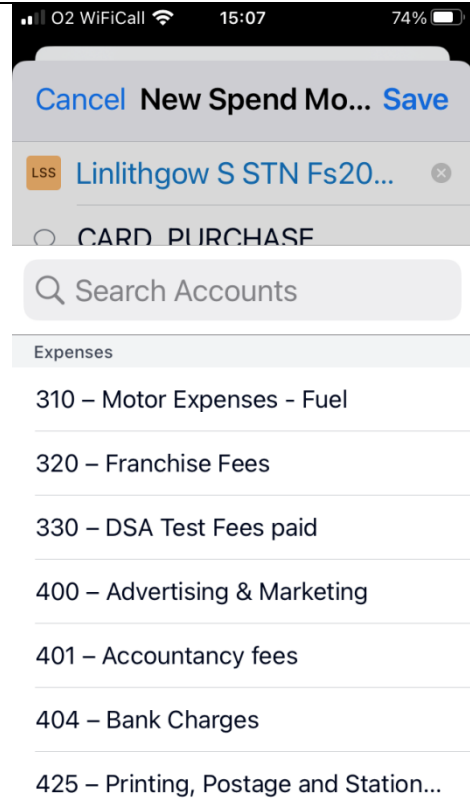 O2 WiFiCall 15:07 74%
Cancel New Spend Mo... Save
LSS Linlithgow S STN Fs20...
CARD PURCHASE
Search Accounts
Expenses
310 – Motor Expenses - Fuel
320 – Franchise Fees
330 – DSA Test Fees paid
400 – Advertising & Marketing
401 – Accountancy fees
404 – Bank Charges
425 – Printing, Postage and Station...